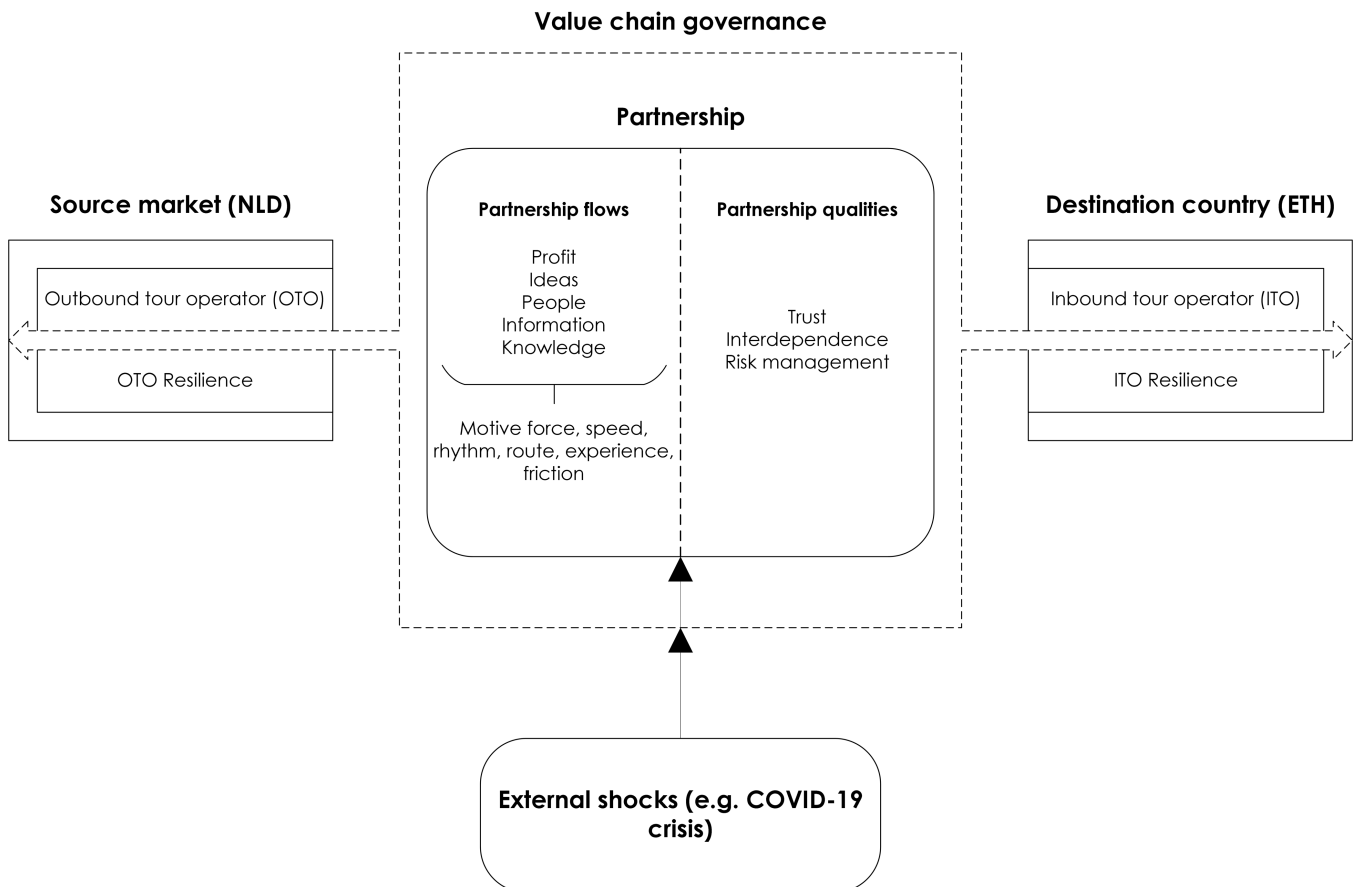 Value chain governance
Partnership
Source market (NLD)
Outbound tour operator (OTO)
OTO Resilience
Partnership flows
Profit
Ideas
People
Information
Knowledge
Motive force, speed,
rhythm, route, experience,
friction
Partnership qualities
Trust
Interdependence
Risk management
Destination country (ETH)
Inbound tour operator (ITO)
ITO Resilience
External shocks (e.g. COVID-19
crisis)